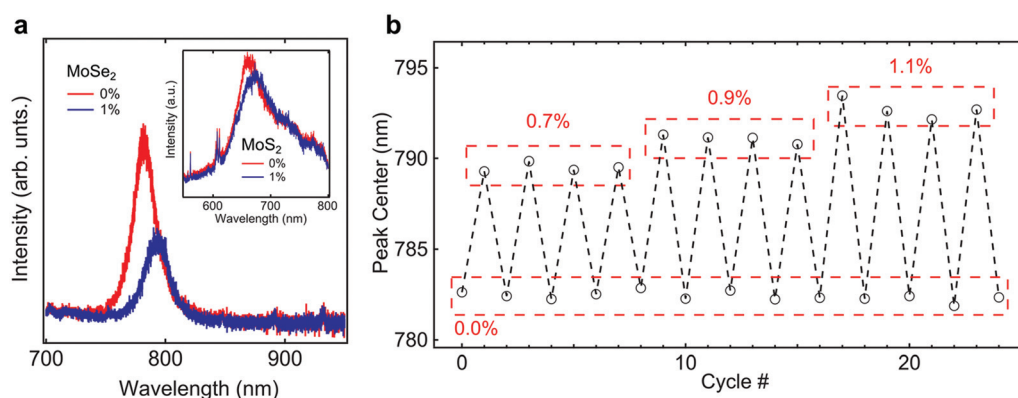 a
Intensity (arb. unts.)
MoSe2
0%
1%
700
800
900
Wavelength (nm)
Intensity (a.u.)
MoS2
0%
1%
600
700
800
Wavelength (nm)
b
Peak Center (nm)
795
790
785
780
0.7%
0.9%
1.1%
0.0%
0
10
20
Cycle #